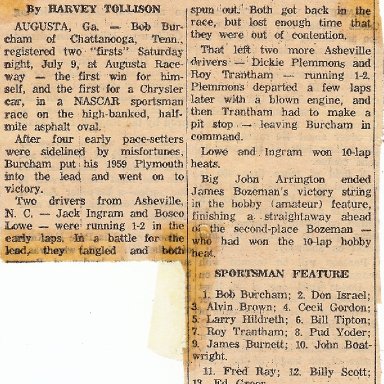 By HARVEY TOLLISON
AUGUSTA, Ga. — Bob Bur-
cham of Chattanooga, Tenn.,
registered two "firsts" Saturday
night, July 9, at Augusta Race-
way — the first win for him-
self, and the first for a Chrysler
car, in a NASCAR sportsman
race on the high-banked, half-
mile asphalt oval.
After four early pace-setters
were sidelined by misfortunes,
Burcham put his 1959 Plymouth
into the lead and went on to
victory.
Two drivers from Asheville,
N. C. — Jack Ingram and Bosco
Lowe — were running 1-2 in the
early laps. In a battle for the
lead, they tangled and both
spun out. Both got back in the
race, but lost enough time that
they were out of contention.
That left two more Asheville
drivers — Dickie Plemmons and
Roy Trantham — running 1-2.
Plemmons departed a few laps
later with a blown engine, and
then Trantham had to make
a pit stop — leaving Burcham in
command.
Lowe and Ingram won 10-lap
heats.
Big John Arrington ended
James Bozeman's victory string
in the hobby (amateur) feature,
finishing a straightaway ahead
of the second-place Bozeman —
who had won the 10-lap hobby
heat.
SPORTSMAN FEATURE
1. Bob Burcham; 2. Don Israel;
3. Alvin Brown; 4. Cecil Gordon;
5. Larry Hildreth; 6. Bill Tipton;
7. Roy Trantham; 8. Pud Yoder;
9. James Burnett; 10. John Boat-
wright.
11. Fred Ray; 12. Billy Scott;
13. Ed Greer